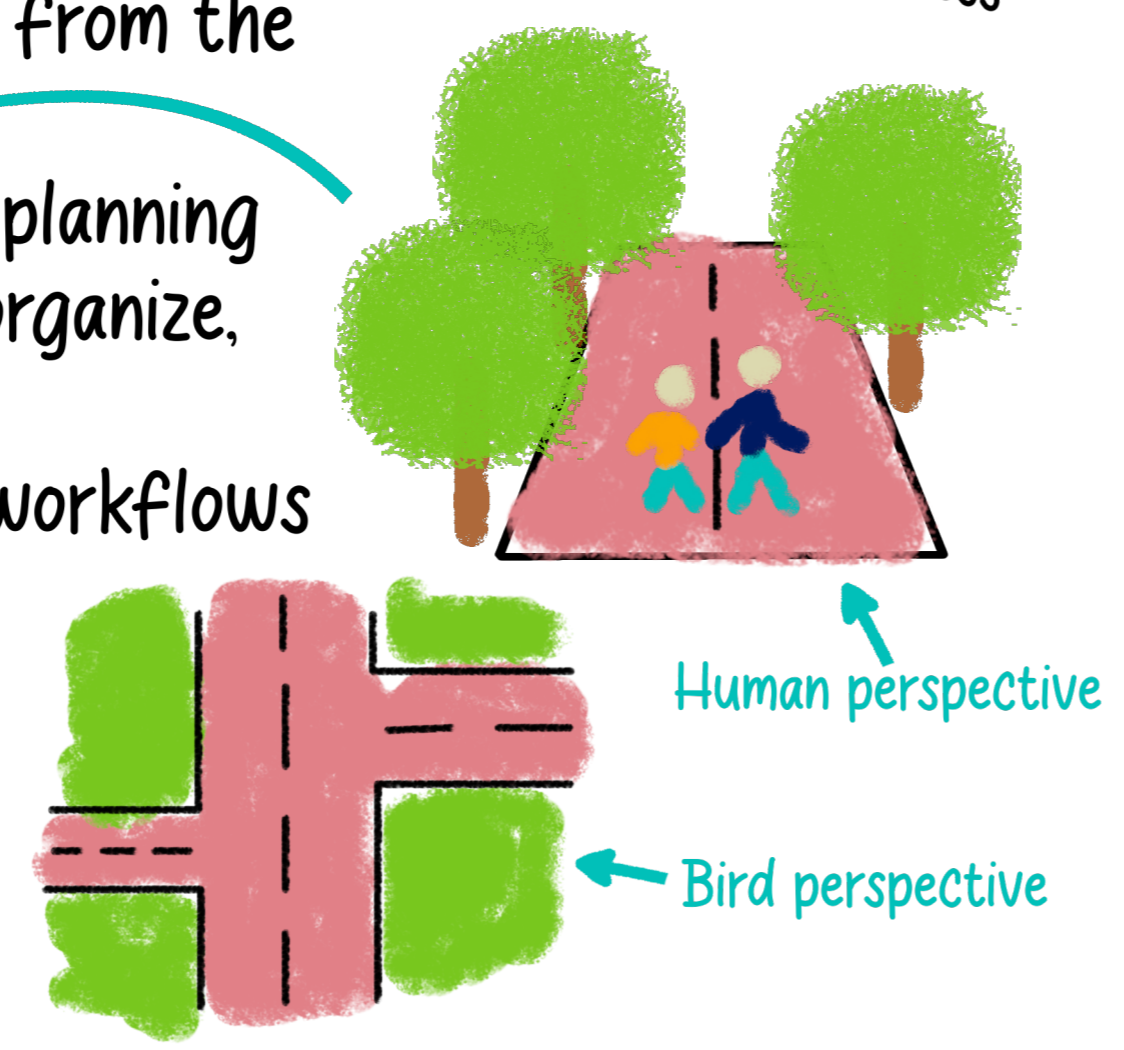 from the
planning
organize,
workflows
Human perspective
Bird perspective